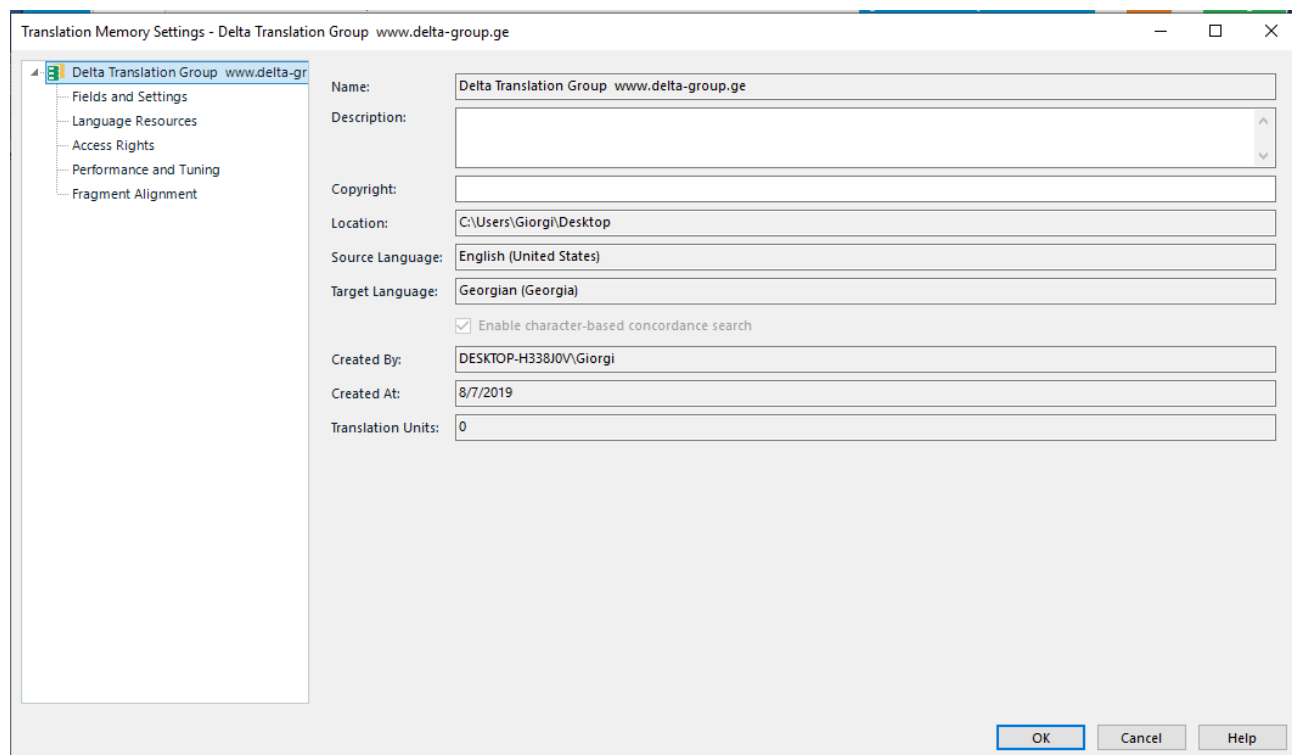 Translation Memory Settings - Delta Translation Group  www.delta-group.ge
Delta Translation Group  www.delta-gr
Fields and Settings
Language Resources
Access Rights
Performance and Tuning
Fragment Alignment
Name: Delta Translation Group  www.delta-group.ge
Description:
Copyright:
Location: C:\Users\Giorgi\Desktop
Source Language: English (United States)
Target Language: Georgian (Georgia)
Enable character-based concordance search
Created By: DESKTOP-H338J0V\Giorgi
Created At: 8/7/2019
Translation Units: 0
OK Cancel Help